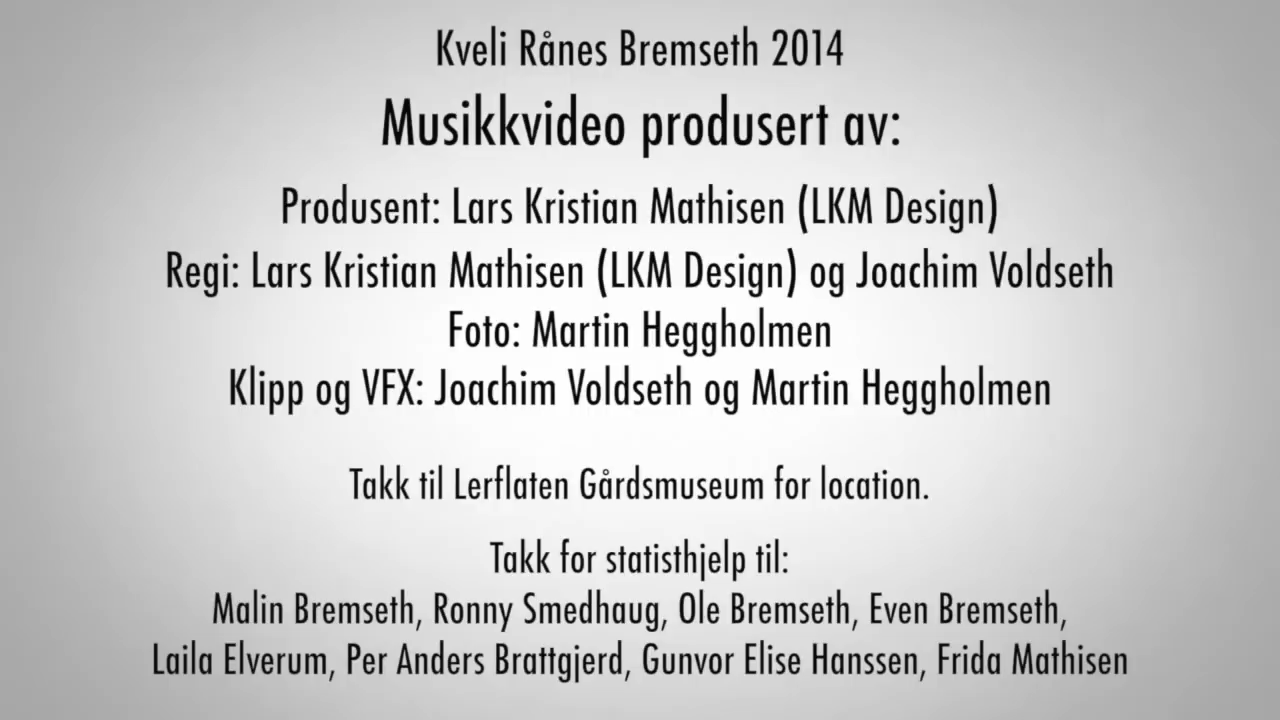 Kveli Rånes Bremseth 2014
Musikkvideo produsert av:
Produsent: Lars Kristian Mathisen (LKM Design)
Regi: Lars Kristian Mathisen (LKM Design) og Joachim Voldseth
Foto: Martin Heggholmen
Klipp og VFX: Joachim Voldseth og Martin Heggholmen
Takk til Lerflaten Gårdsmuseum for location.
Takk for statisthjelp til:
Malin Bremseth, Ronny Smedhaug, Ole Bremseth, Even Bremseth,
Laila Elverum, Per Anders Brattgjerd, Gunvor Elise Hanssen, Frida Mathisen